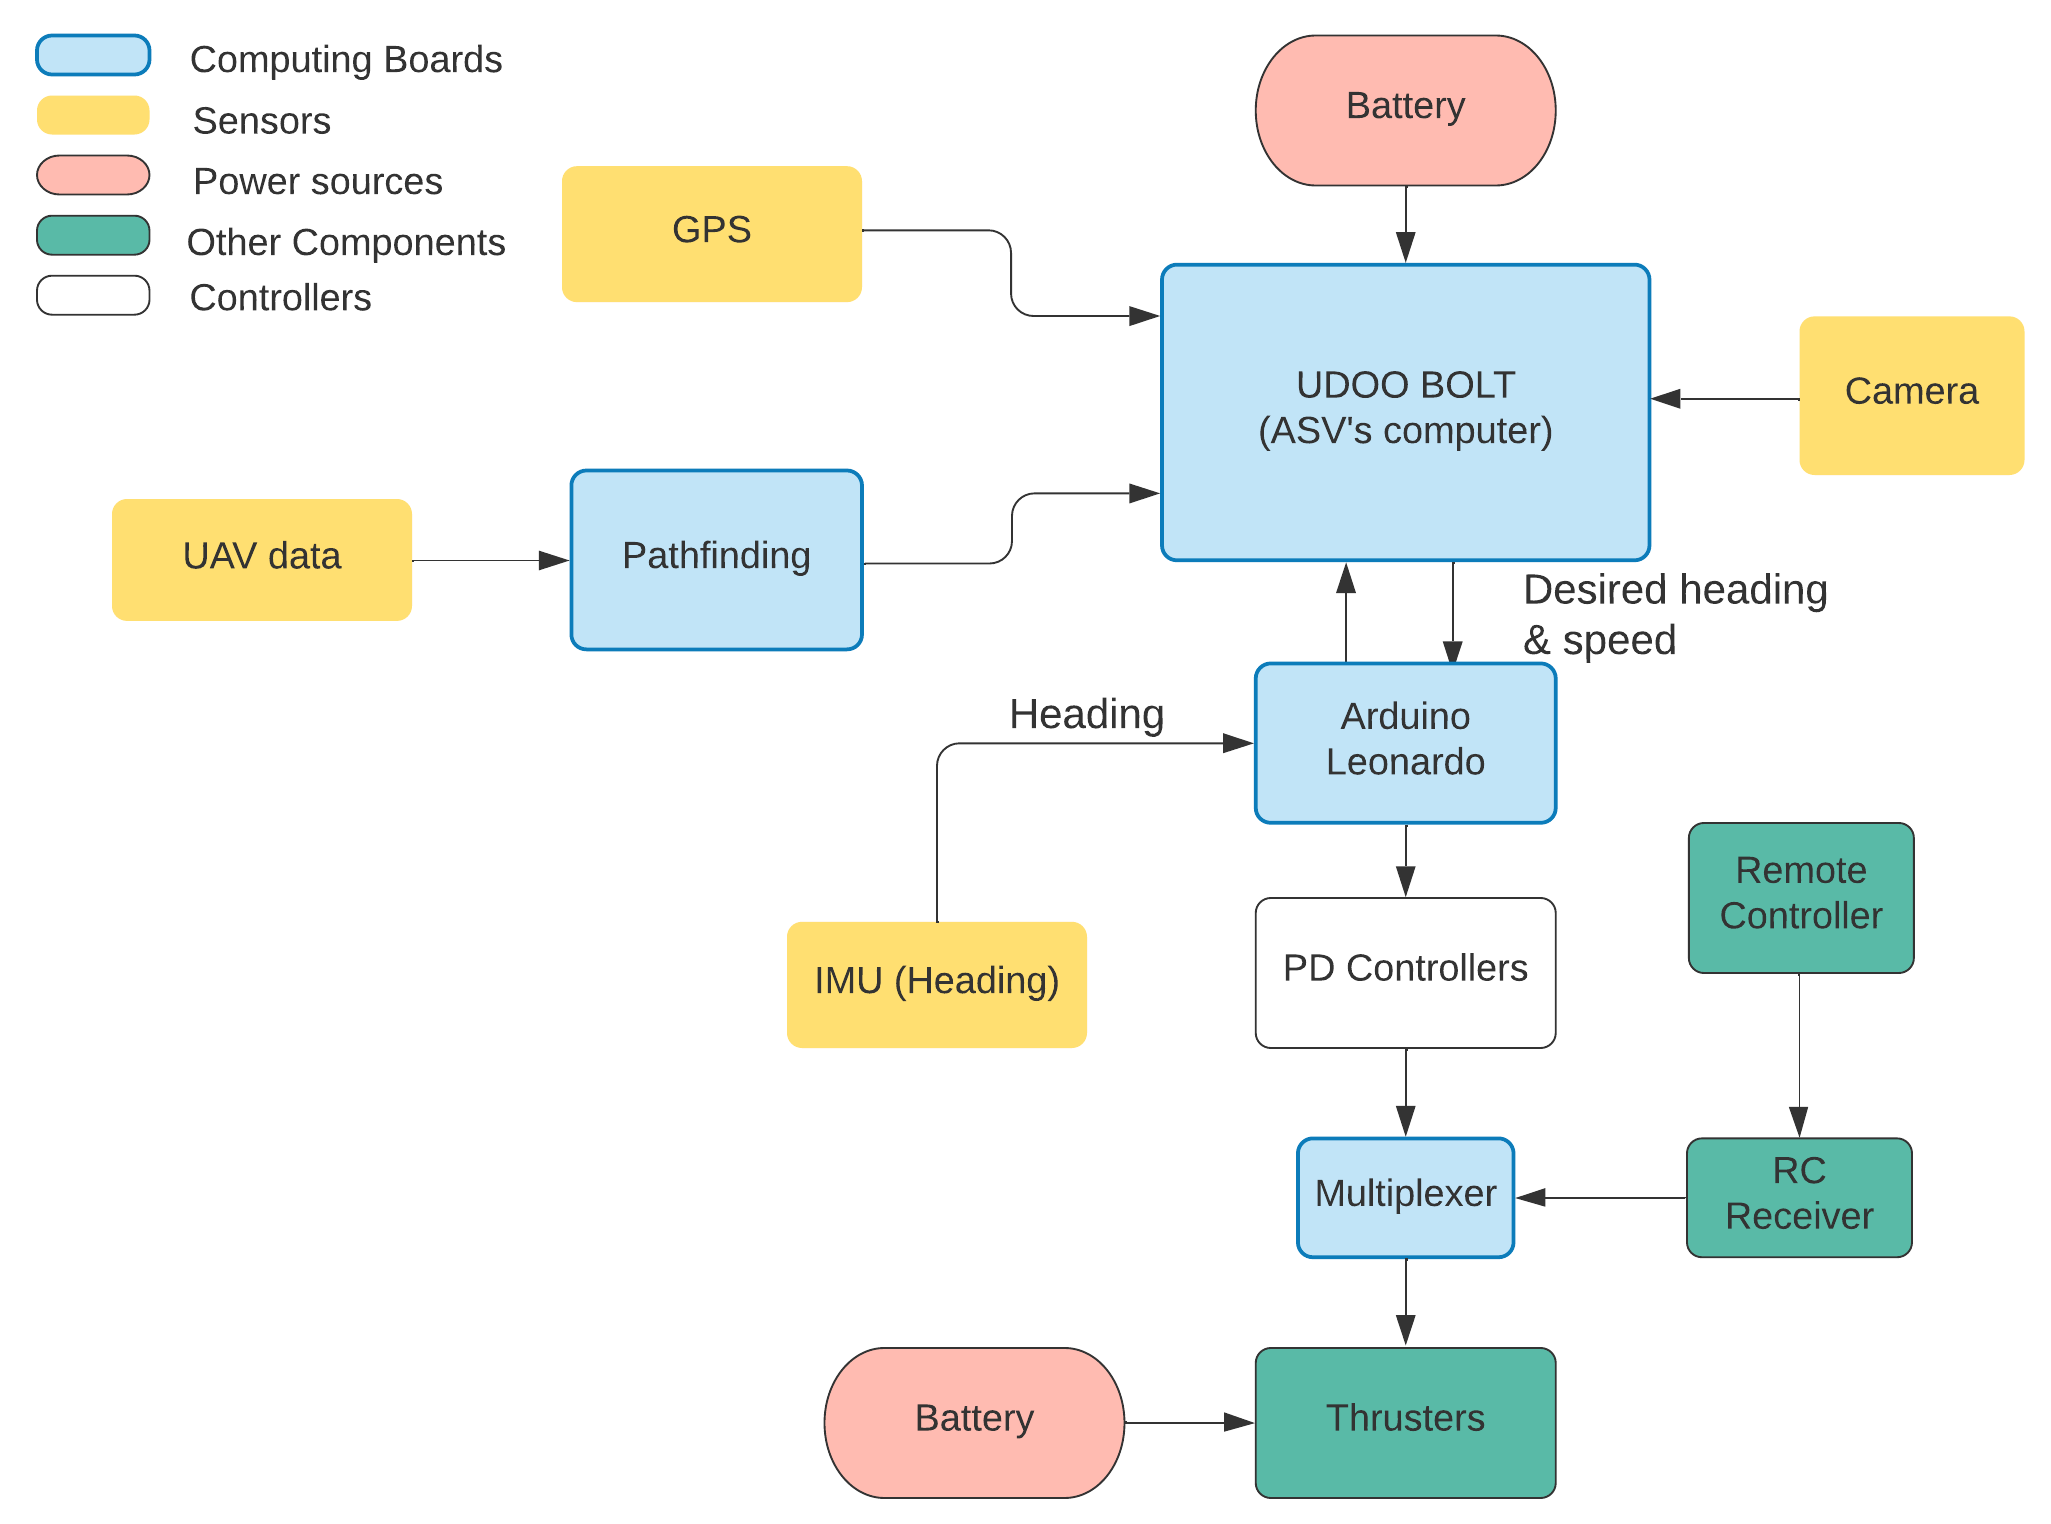 Computing Boards
Sensors
Power sources
Other Components
Controllers
Battery
GPS
UDOO BOLT
(ASV's computer)
Camera
UAV data
Pathfinding
Desired heading
& speed
Heading
Arduino
Leonardo
Remote
Controller
IMU (Heading)
PD Controllers
RC
Receiver
Multiplexer
Battery
Thrusters